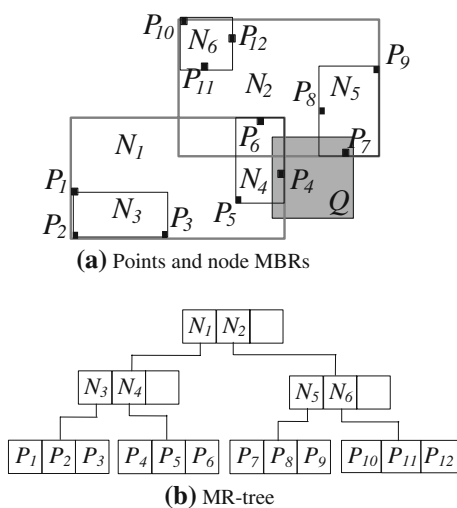 P10 N6 P12
P11 N2 P9
P8 N5
N1 P6 P7
P1 N3 N4 P4
P2 P3 P5 Q
(a) Points and node MBRs
N1 N2
N3 N4 N5 N6
P1 P2 P3 P4 P5 P6 P7 P8 P9 P10 P11 P12
(b) MR-tree